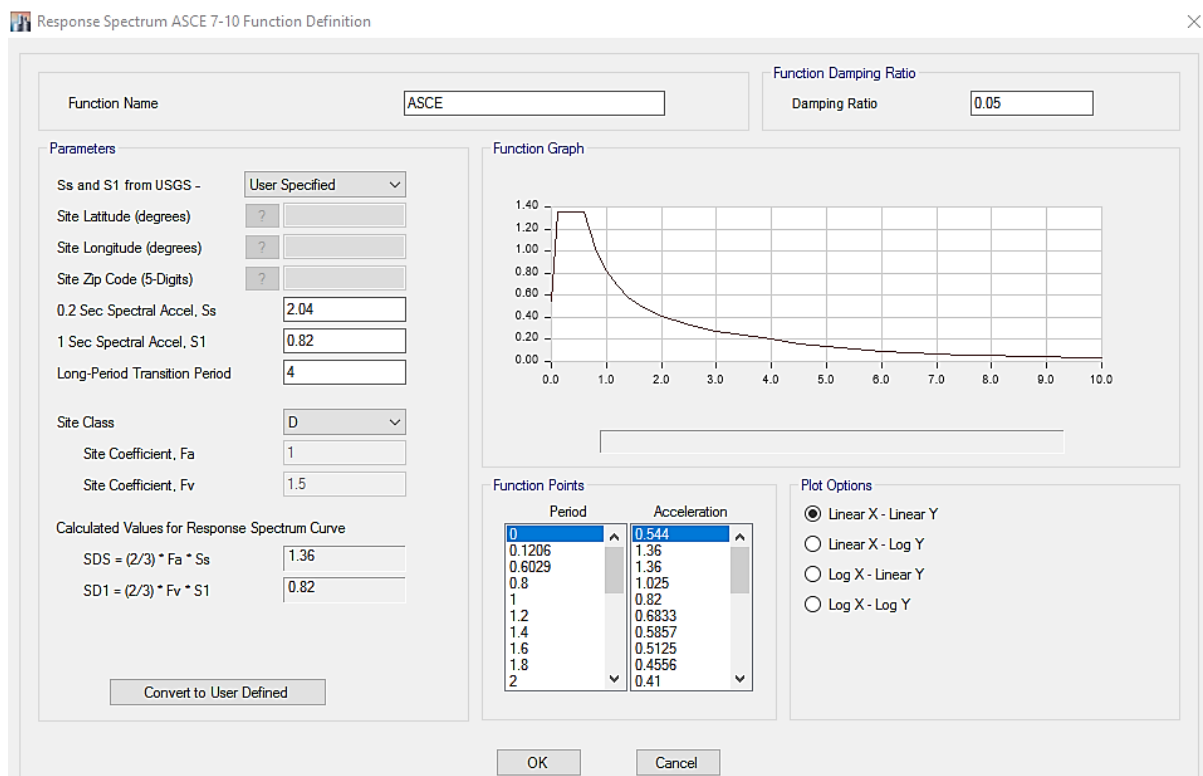 Response Spectrum ASCE 7-10 Function Definition
Function Name
ASCE
Function Damping Ratio
Damping Ratio
0.05
Parameters
Ss and S1 from USGS -
User Specified
Site Latitude (degrees)
?
Site Longitude (degrees)
?
Site Zip Code (5-Digits)
?
0.2 Sec Spectral Accel, Ss
2.04
1 Sec Spectral Accel, S1
0.82
Long-Period Transition Period
4
Site Class
D
Site Coefficient, Fa
1
Site Coefficient, Fv
1.5
Calculated Values for Response Spectrum Curve
SDS = (2/3) * Fa * Ss
1.36
SD1 = (2/3) * Fv * S1
0.82
Convert to User Defined
Function Graph
1.40
1.20
0.80
0.80
0.60
0.40
0.20
0.00
0.0 1.0 2.0 3.0 4.0 5.0 6.0 7.0 8.0 9.0 10.0
Function Points
Period Acceleration
0 0.544
0.1206 1.36
0.6029 1.36
0.8 1.025
1 0.82
1.2 0.6833
1.4 0.5857
1.6 0.5125
1.8 0.4556
2 0.41
Plot Options
Linear X - Linear Y
Linear X - Log Y
Log X - Linear Y
Log X - Log Y
OK
Cancel